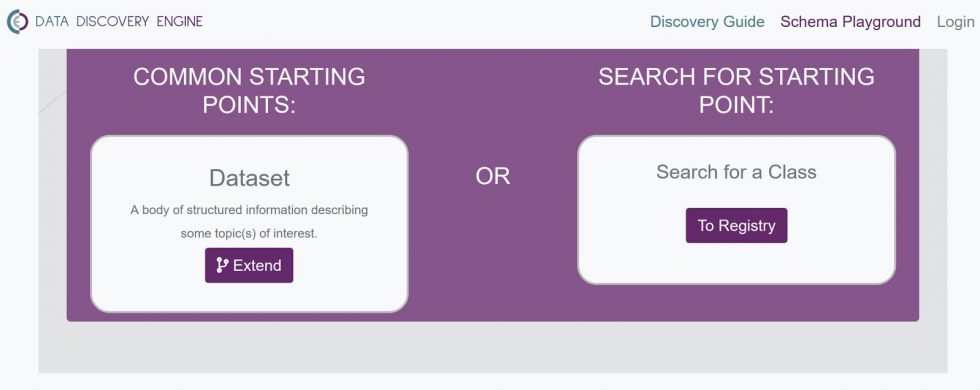 DATA DISCOVERY ENGINE
Discovery Guide Schema Playground Login
COMMON STARTING
POINTS:
Dataset
A body of structured information describing
some topic(s) of interest.
Extend
OR
SEARCH FOR STARTING
POINT:
Search for a Class
To Registry